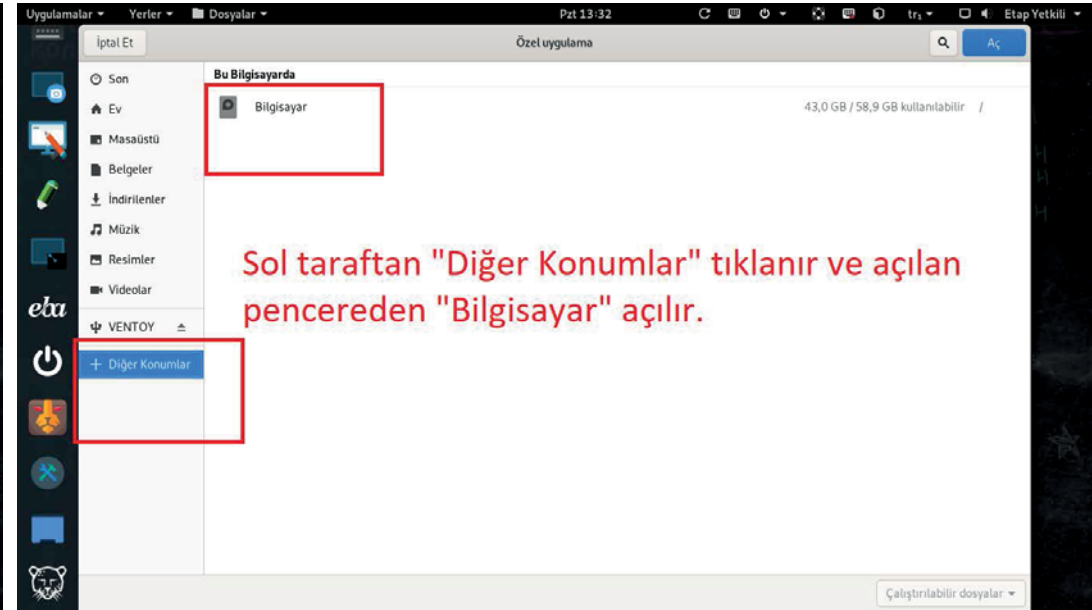 Uygulamalar Yerler Dosyalar Pzt 13:32 tr₁ Etap Yetkili
İptal Et Özel uygulama Aç
Son
Ev
Masaüstü
Belgeler
İndirilenler
Müzik
Resimler
Videolar
VENTOY
Diğer Konumlar
Bu Bilgisayarda
Bilgisayar 43,0 GB / 58,9 GB kullanılabilir /
Sol taraftan "Diğer Konumlar" tıklanır ve açılan
pencereden "Bilgisayar" açılır.
eba
Çalıştırılabilir dosyalar